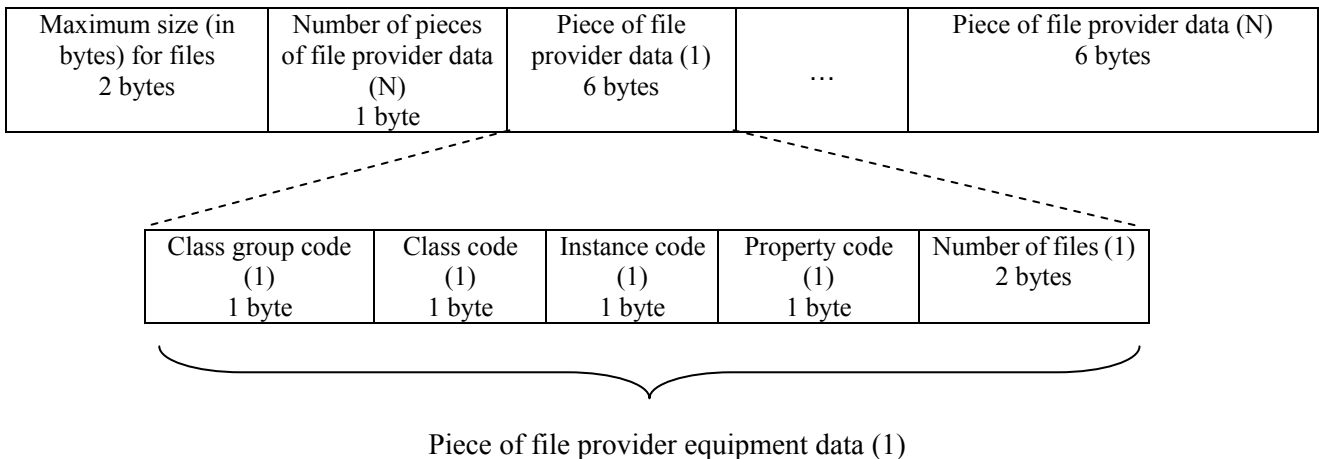 Maximum size (in
bytes) for files
2 bytes
Number of pieces
of file provider data
(N)
1 byte
Piece of file
provider data (1)
6 bytes
…
Piece of file provider data (N)
6 bytes
Class group code
(1)
1 byte
Class code
(1)
1 byte
Instance code
(1)
1 byte
Property code
(1)
1 byte
Number of files (1)
2 bytes
Piece of file provider equipment data (1)